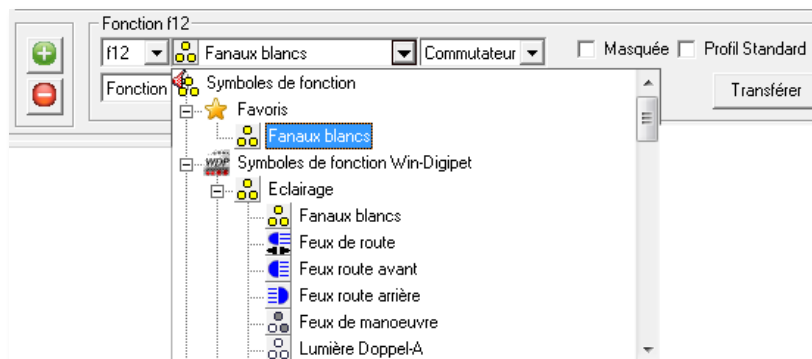 Fonction f12
f12 Fanaux blancs Commutateur Masquée Profil Standard
Fonction Transférer
Symboles de fonction
Favoris
Fanaux blancs
WDP Symboles de fonction Win-Digipet
Eclairage
Fanaux blancs
Feux de route
Feux route avant
Feux route arrière
Feux de manoeuvre
Lumière Doppel-A